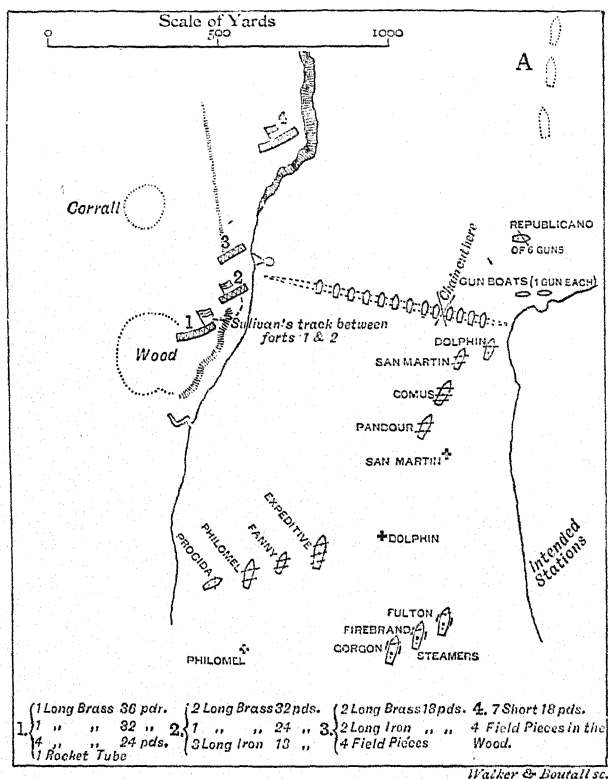 Scale of Yards
0 500 1000
A
4
Corrall
3
REPUBLICANO
OF 6 GUNS
Chain cut here
GUN BOATS (1 GUN EACH)
2
1
Sulivan's track between
forts 1 & 2
Wood
DOLPHIN
SAN MARTIN
COMUS
PANDOUR
SAN MARTIN
DOLPHIN
EXPEDITIVE
FANNY
PHILOMEL
PROCIDA
Intended
Stations
FULTON
FIREBRAND
GORGON
STEAMERS
PHILOMEL
1. { 1 Long Brass 36 pdr.
1 ,, ,, 32 ,,
4 ,, ,, 24 pds.
1 Rocket Tube
2. { 2 Long Brass 32 pds.
1 ,, ,, 24 ,,
3 Long Iron 18 ,,
3. { 2 Long Brass 18 pds.
2 Long Iron ,, ,,
4 Field Pieces
4. 7 Short 18 pds.
4 Field Pieces in the
Wood.
Walker & Boutall sc.